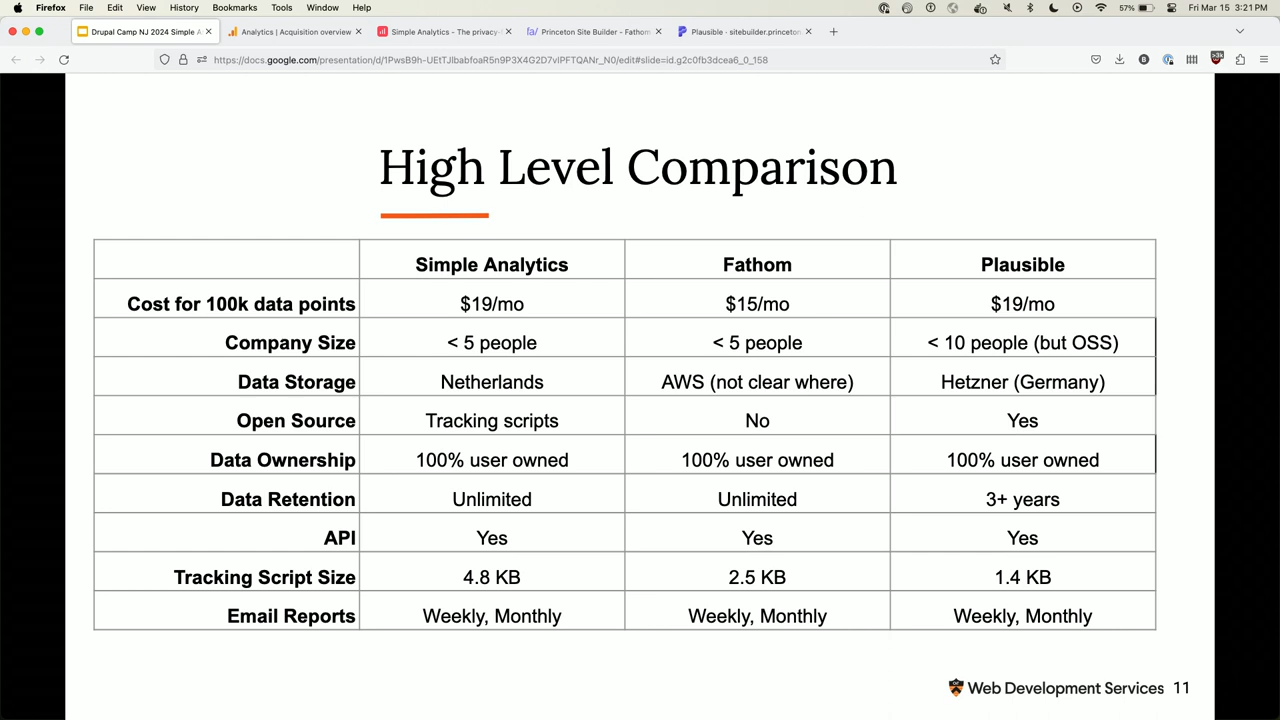 Firefox File Edit View History Bookmarks Tools Window Help 57% Fri Mar 15 3:21 PM
Drupal Camp NJ 2024 Simple A Analytics | Acquisition overview Simple Analytics - The privacy- Princeton Site Builder - Fathom Plausible · sitebuilder.princeton.
https://docs.google.com/presentation/d/1PwsB9h-UEtTJlbabfoaR5n9P3X4G2D7vlPFTQANr_N0/edit#slide=id.g2c0fb3dcea6_0_158
High Level Comparison
Simple Analytics Fathom Plausible
Cost for 100k data points $19/mo $15/mo $19/mo
Company Size < 5 people < 5 people < 10 people (but OSS)
Data Storage Netherlands AWS (not clear where) Hetzner (Germany)
Open Source Tracking scripts No Yes
Data Ownership 100% user owned 100% user owned 100% user owned
Data Retention Unlimited Unlimited 3+ years
API Yes Yes Yes
Tracking Script Size 4.8 KB 2.5 KB 1.4 KB
Email Reports Weekly, Monthly Weekly, Monthly Weekly, Monthly
Web Development Services 11